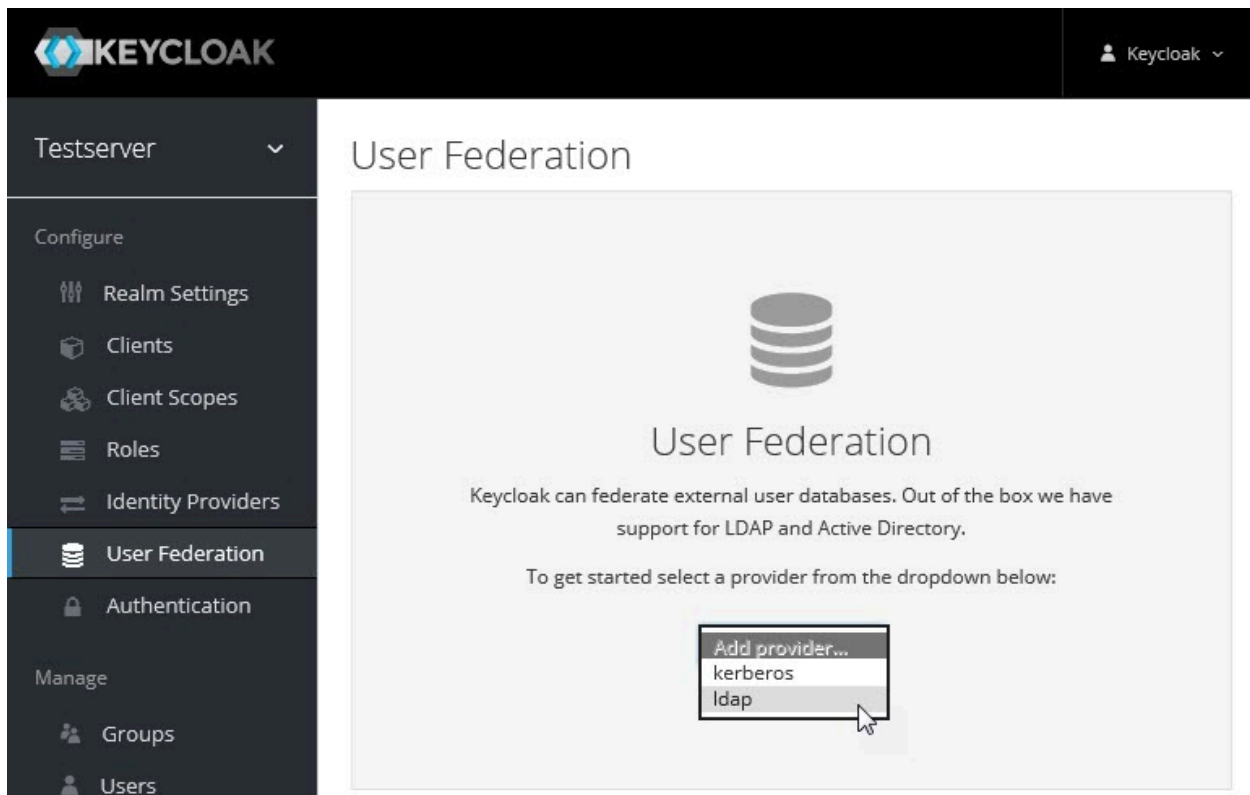 KEYCLOAK
Keycloak
Testserver
Configure
Realm Settings
Clients
Client Scopes
Roles
Identity Providers
User Federation
Authentication
Manage
Groups
Users
User Federation
User Federation
Keycloak can federate external user databases. Out of the box we have
support for LDAP and Active Directory.
To get started select a provider from the dropdown below:
Add provider...
kerberos
ldap